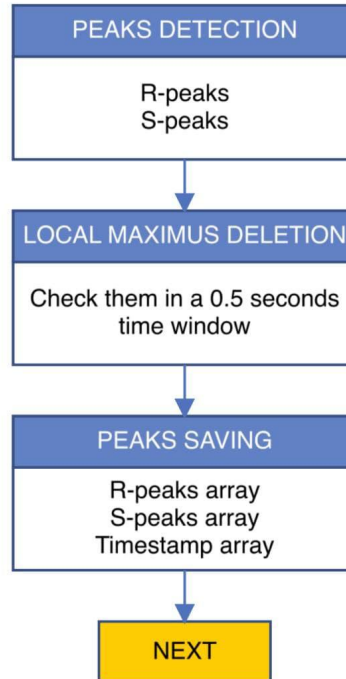 PEAKS DETECTION
R-peaks
S-peaks
LOCAL MAXIMUS DELETION
Check them in a 0.5 seconds
time window
PEAKS SAVING
R-peaks array
S-peaks array
Timestamp array
NEXT